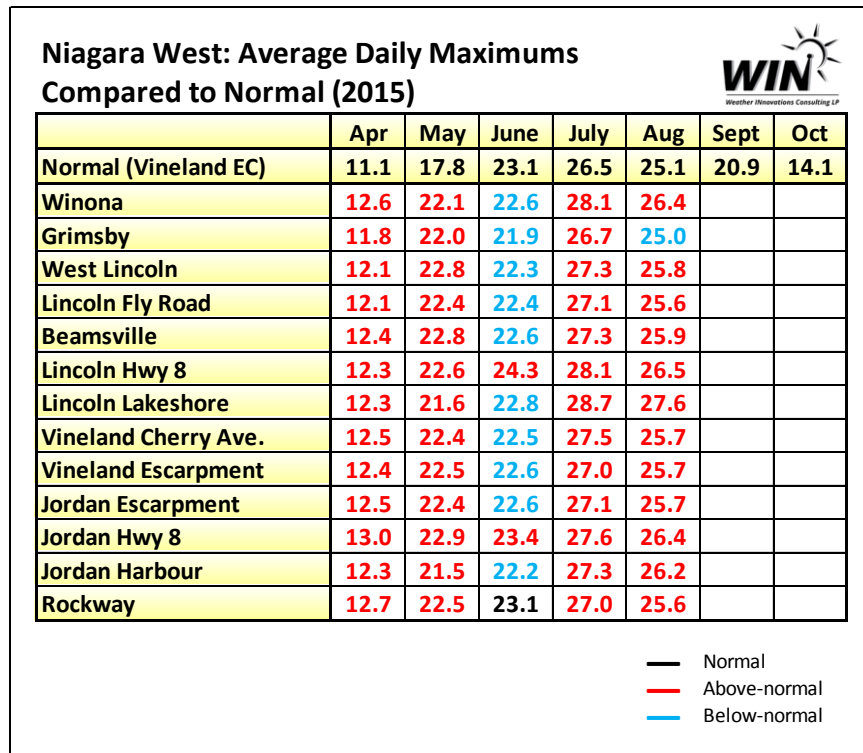 Niagara West: Average Daily Maximums
Compared to Normal (2015)
WIN
Weather INnovations Consulting LP
Apr May June July Aug Sept Oct
Normal (Vineland EC) 11.1 17.8 23.1 26.5 25.1 20.9 14.1
Winona 12.6 22.1 22.6 28.1 26.4
Grimsby 11.8 22.0 21.9 26.7 25.0
West Lincoln 12.1 22.8 22.3 27.3 25.8
Lincoln Fly Road 12.1 22.4 22.4 27.1 25.6
Beamsville 12.4 22.8 22.6 27.3 25.9
Lincoln Hwy 8 12.3 22.6 24.3 28.1 26.5
Lincoln Lakeshore 12.3 21.6 22.8 28.7 27.6
Vineland Cherry Ave. 12.5 22.4 22.5 27.5 25.7
Vineland Escarpment 12.4 22.5 22.6 27.0 25.7
Jordan Escarpment 12.5 22.4 22.6 27.1 25.7
Jordan Hwy 8 13.0 22.9 23.4 27.6 26.4
Jordan Harbour 12.3 21.5 22.2 27.3 26.2
Rockway 12.7 22.5 23.1 27.0 25.6
Normal
Above-normal
Below-normal